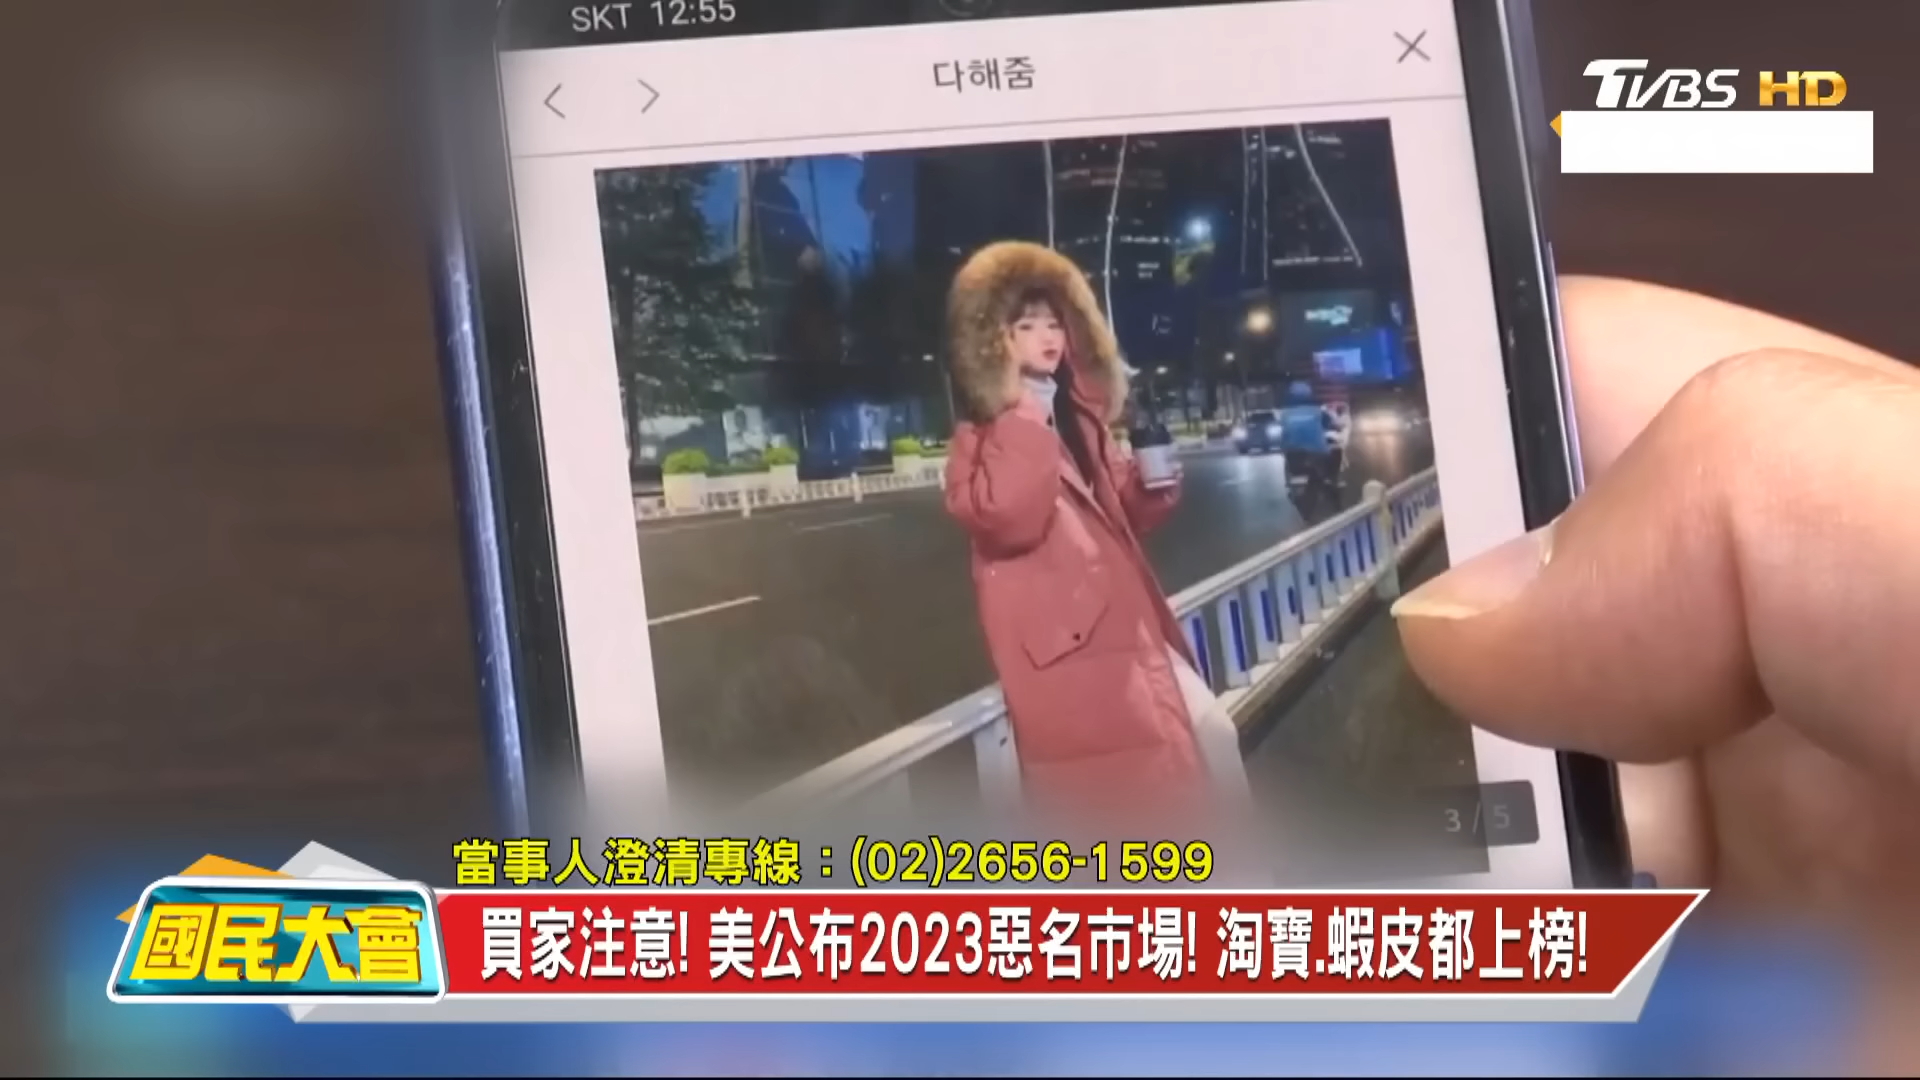 SKT 12:55
다해줌
TVBS HD
3 / 5
當事人澄清專線：(02)2656-1599
國民大會
買家注意! 美公布2023惡名市場! 淘寶.蝦皮都上榜!